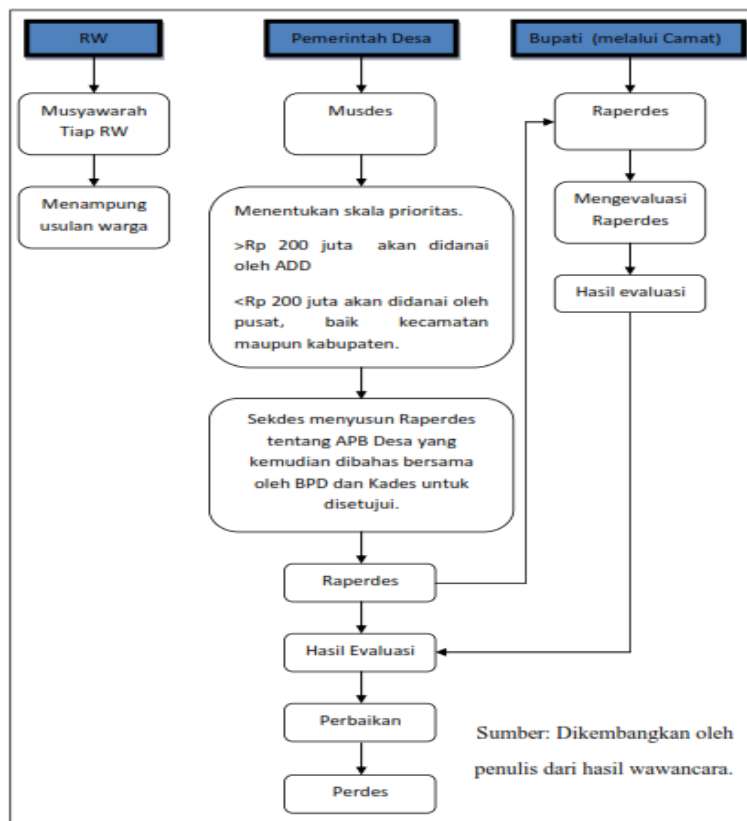 RW
Musyawarah
Tiap RW
Menampung
usulan warga
Pemerintah Desa
Musdes
Menentukan skala prioritas.
>Rp 200 juta akan didanai
oleh ADD
<Rp 200 juta akan didanai oleh
pusat, baik kecamatan
maupun kabupaten.
Sekdes menyusun Raperdes
tentang APB Desa yang
kemudian dibahas bersama
oleh BPD dan Kades untuk
disetujui.
Raperdes
Hasil Evaluasi
Perbaikan
Perdes
Bupati (melalui Camat)
Raperdes
Mengevaluasi
Raperdes
Hasil evaluasi
Sumber: Dikembangkan oleh
penulis dari hasil wawancara.